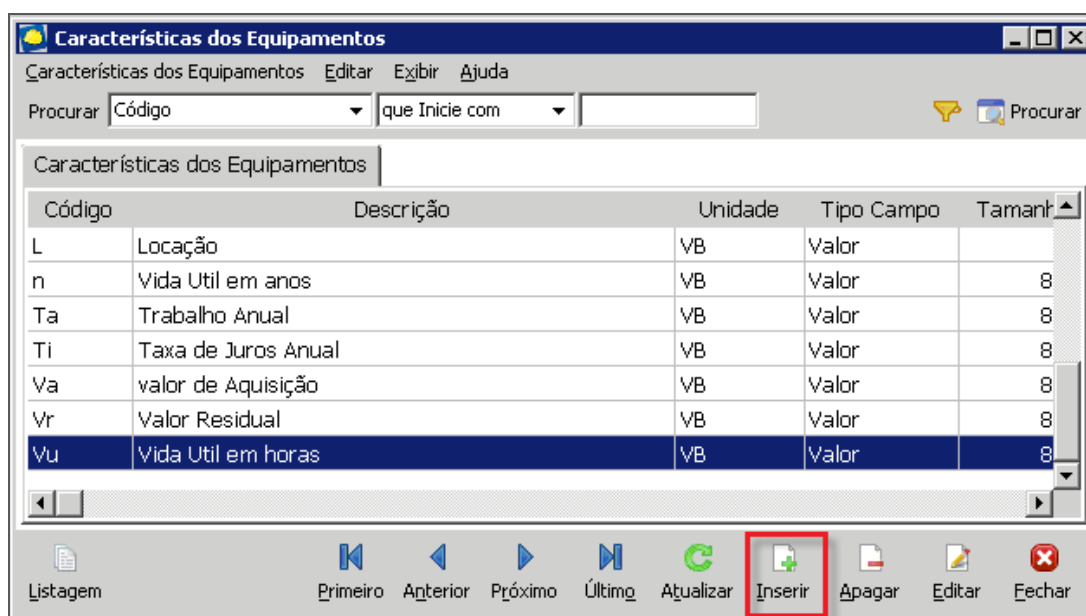 Características dos Equipamentos
Características dos Equipamentos Editar Exibir Ajuda
Procurar Código que Inicie com Procurar
Características dos Equipamentos
Código Descrição Unidade Tipo Campo Tamanh
L Locação VB Valor
n Vida Util em anos VB Valor 8
Ta Trabalho Anual VB Valor 8
Ti Taxa de Juros Anual VB Valor 8
Va valor de Aquisição VB Valor 8
Vr Valor Residual VB Valor 8
Vu Vida Util em horas VB Valor 8
Listagem Primeiro Anterior Próximo Último Atualizar Inserir Apagar Editar Fechar